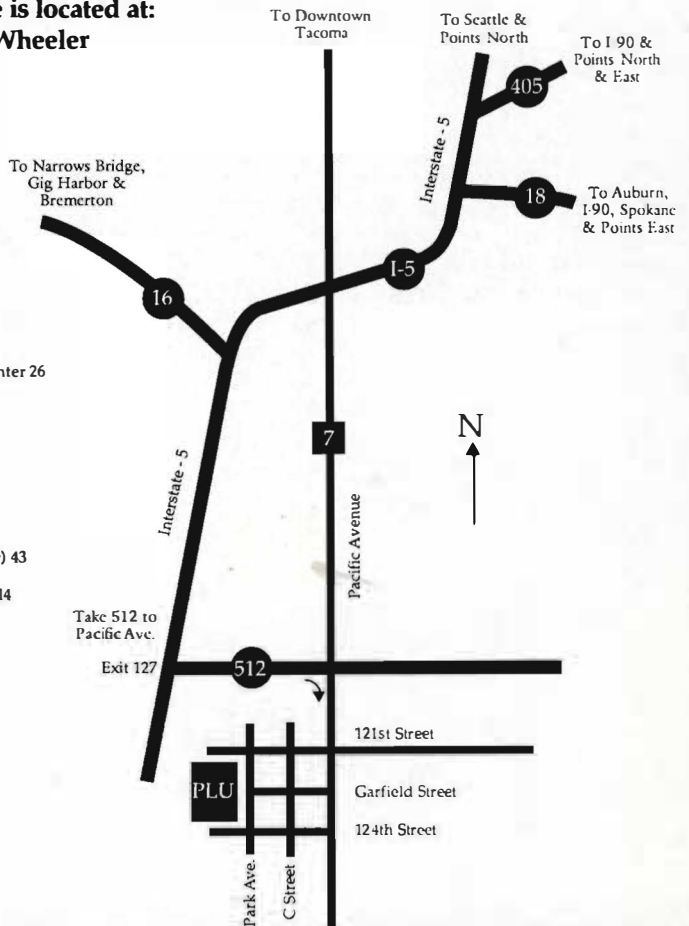 e is located at:
Wheeler
To Downtown
Tacoma
To Seattle &
Points North
To I 90 &
Points North
& East
405
Interstate - 5
To Narrows Bridge,
Gig Harbor &
Bremerton
18
To Auburn,
I-90, Spokane
& Points East
I-5
16
nter 26
7
N
Interstate - 5
Pacific Avenue
) 43
14
Take 512 to
Pacific Ave.
Exit 127
512
121st Street
PLU
Garfield Street
124th Street
Park Ave.
C Street